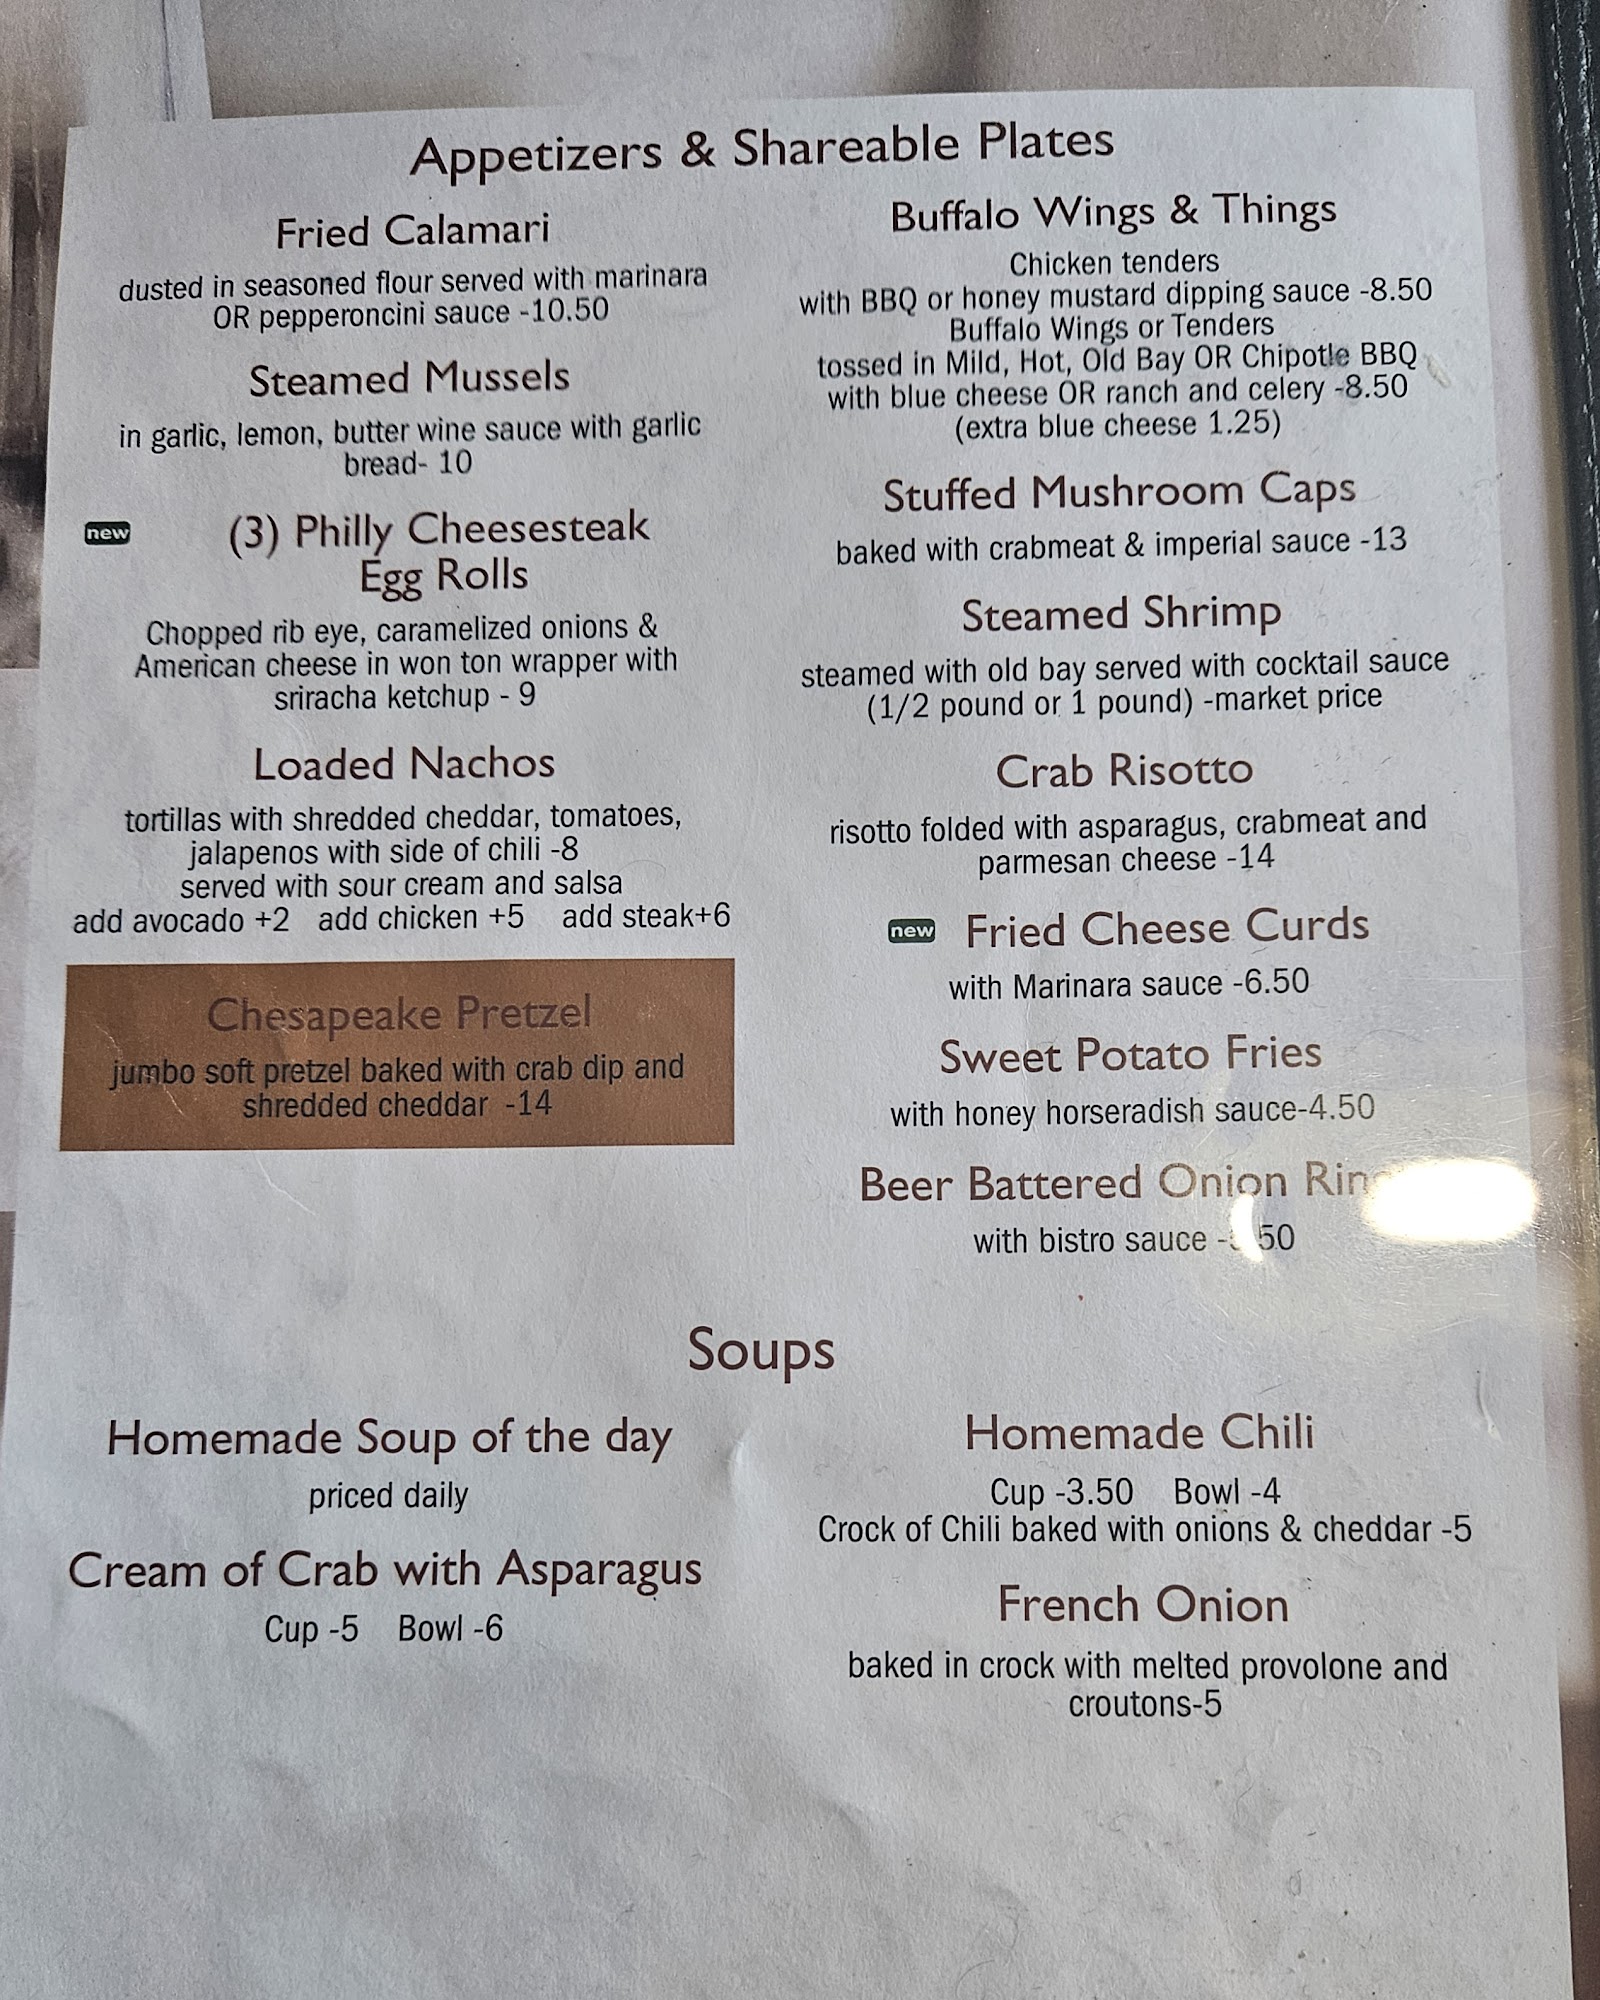 Appetizers & Shareable Plates
Fried Calamari
dusted in seasoned flour served with marinara
OR pepperoncini sauce -10.50
Steamed Mussels
in garlic, lemon, butter wine sauce with garlic
bread- 10
new
(3) Philly Cheesesteak
Egg Rolls
Chopped rib eye, caramelized onions &
American cheese in won ton wrapper with
sriracha ketchup - 9
Loaded Nachos
tortillas with shredded cheddar, tomatoes,
jalapenos with side of chili -8
served with sour cream and salsa
add avocado +2 add chicken +5 add steak+6
Chesapeake Pretzel
jumbo soft pretzel baked with crab dip and
shredded cheddar -14
Buffalo Wings & Things
Chicken tenders
with BBQ or honey mustard dipping sauce -8.50
Buffalo Wings or Tenders
tossed in Mild, Hot, Old Bay OR Chipotle BBQ
with blue cheese OR ranch and celery -8.50
(extra blue cheese 1.25)
Stuffed Mushroom Caps
baked with crabmeat & imperial sauce -13
Steamed Shrimp
steamed with old bay served with cocktail sauce
(1/2 pound or 1 pound) -market price
Crab Risotto
risotto folded with asparagus, crabmeat and
parmesan cheese -14
new Fried Cheese Curds
with Marinara sauce -6.50
Sweet Potato Fries
with honey horseradish sauce-4.50
Beer Battered Onion
with bistro sauce
Soups
Homemade Soup of the day
priced daily
Cream of Crab with Asparagus
Cup -5 Bowl -6
Homemade Chili
Cup -3.50 Bowl -4
Crock of Chili baked with onions & cheddar -5
French Onion
baked in crock with melted provolone and
croutons-5